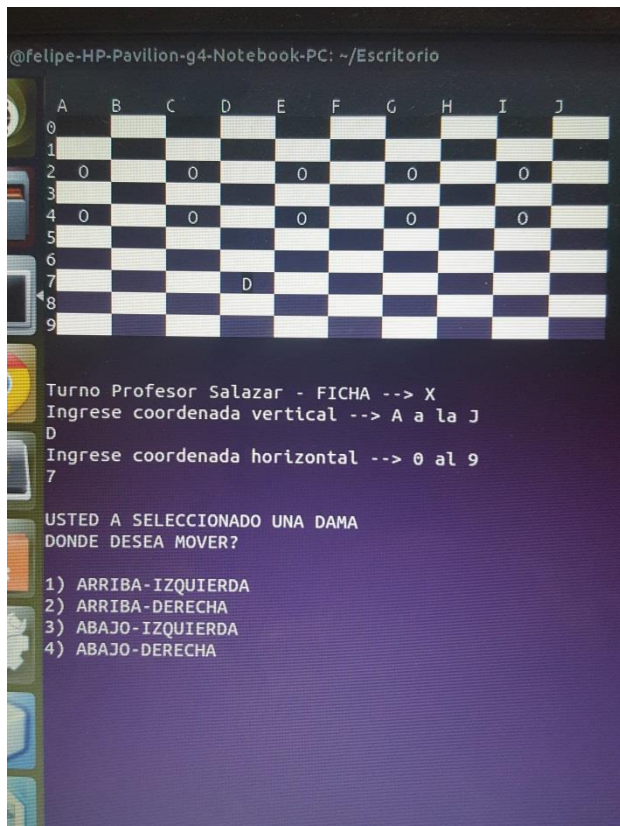 @felipe-HP-Pavilion-g4-Notebook-PC: ~/Escritorio
A B C D E F G H I J
0
1
2 O O O O O
3
4 O O O O O
5
6
7 D
8
9
Turno Profesor Salazar - FICHA --> X
Ingrese coordenada vertical --> A a la J
D
Ingrese coordenada horizontal --> 0 al 9
7
USTED A SELECCIONADO UNA DAMA
DONDE DESEA MOVER?
1) ARRIBA-IZQUIERDA
2) ARRIBA-DERECHA
3) ABAJO-IZQUIERDA
4) ABAJO-DERECHA